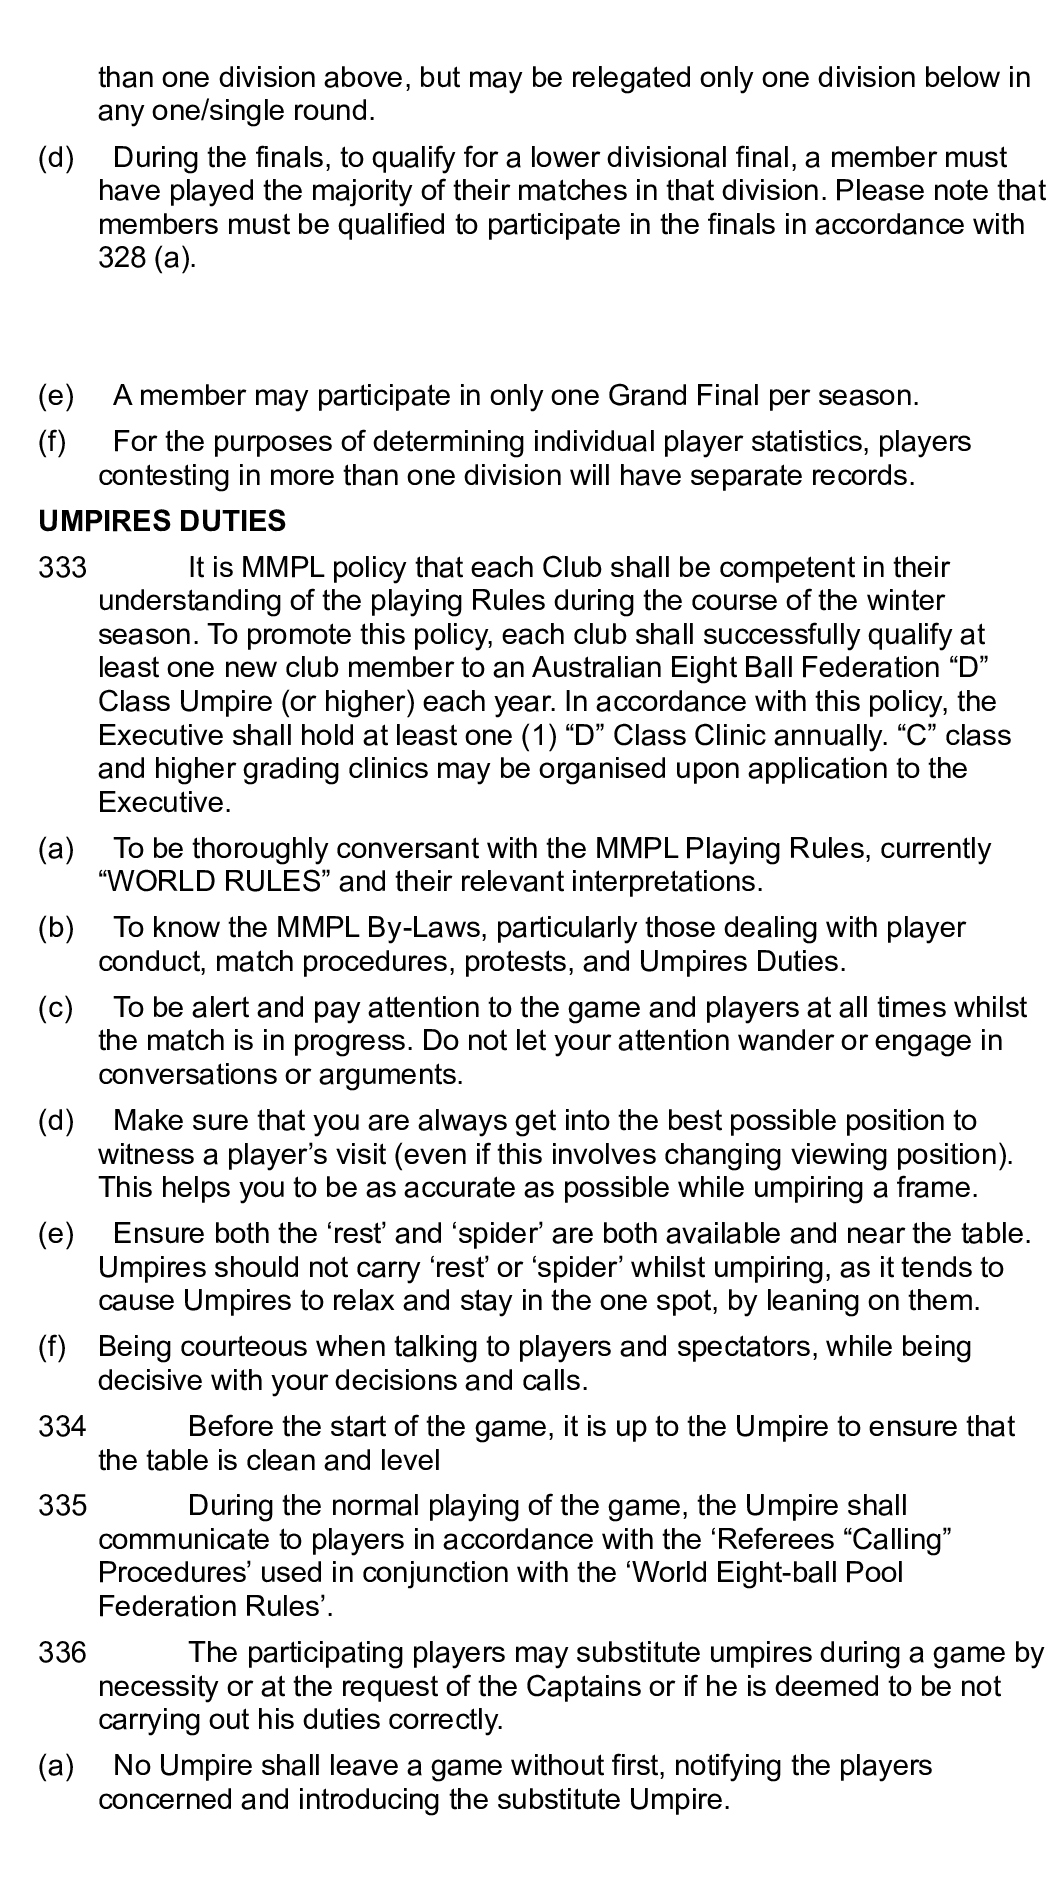 than one division above, but may be relegated only one division below in
any one/single round.
(d) During the finals, to qualify for a lower divisional final, a member must
have played the majority of their matches in that division. Please note that
members must be qualified to participate in the finals in accordance with
328 (a).
(e) A member may participate in only one Grand Final per season.
(f) For the purposes of determining individual player statistics, players
contesting in more than one division will have separate records.
UMPIRES DUTIES
333 It is MMPL policy that each Club shall be competent in their
understanding of the playing Rules during the course of the winter
season. To promote this policy, each club shall successfully qualify at
least one new club member to an Australian Eight Ball Federation “D”
Class Umpire (or higher) each year. In accordance with this policy, the
Executive shall hold at least one (1) “D” Class Clinic annually. “C” class
and higher grading clinics may be organised upon application to the
Executive.
(a) To be thoroughly conversant with the MMPL Playing Rules, currently
“WORLD RULES” and their relevant interpretations.
(b) To know the MMPL By-Laws, particularly those dealing with player
conduct, match procedures, protests, and Umpires Duties.
(c) To be alert and pay attention to the game and players at all times whilst
the match is in progress. Do not let your attention wander or engage in
conversations or arguments.
(d) Make sure that you are always get into the best possible position to
witness a player’s visit (even if this involves changing viewing position).
This helps you to be as accurate as possible while umpiring a frame.
(e) Ensure both the ‘rest’ and ‘spider’ are both available and near the table.
Umpires should not carry ‘rest’ or ‘spider’ whilst umpiring, as it tends to
cause Umpires to relax and stay in the one spot, by leaning on them.
(f) Being courteous when talking to players and spectators, while being
decisive with your decisions and calls.
334 Before the start of the game, it is up to the Umpire to ensure that
the table is clean and level
335 During the normal playing of the game, the Umpire shall
communicate to players in accordance with the ‘Referees “Calling”
Procedures’ used in conjunction with the ‘World Eight-ball Pool
Federation Rules’.
336 The participating players may substitute umpires during a game by
necessity or at the request of the Captains or if he is deemed to be not
carrying out his duties correctly.
(a) No Umpire shall leave a game without first, notifying the players
concerned and introducing the substitute Umpire.